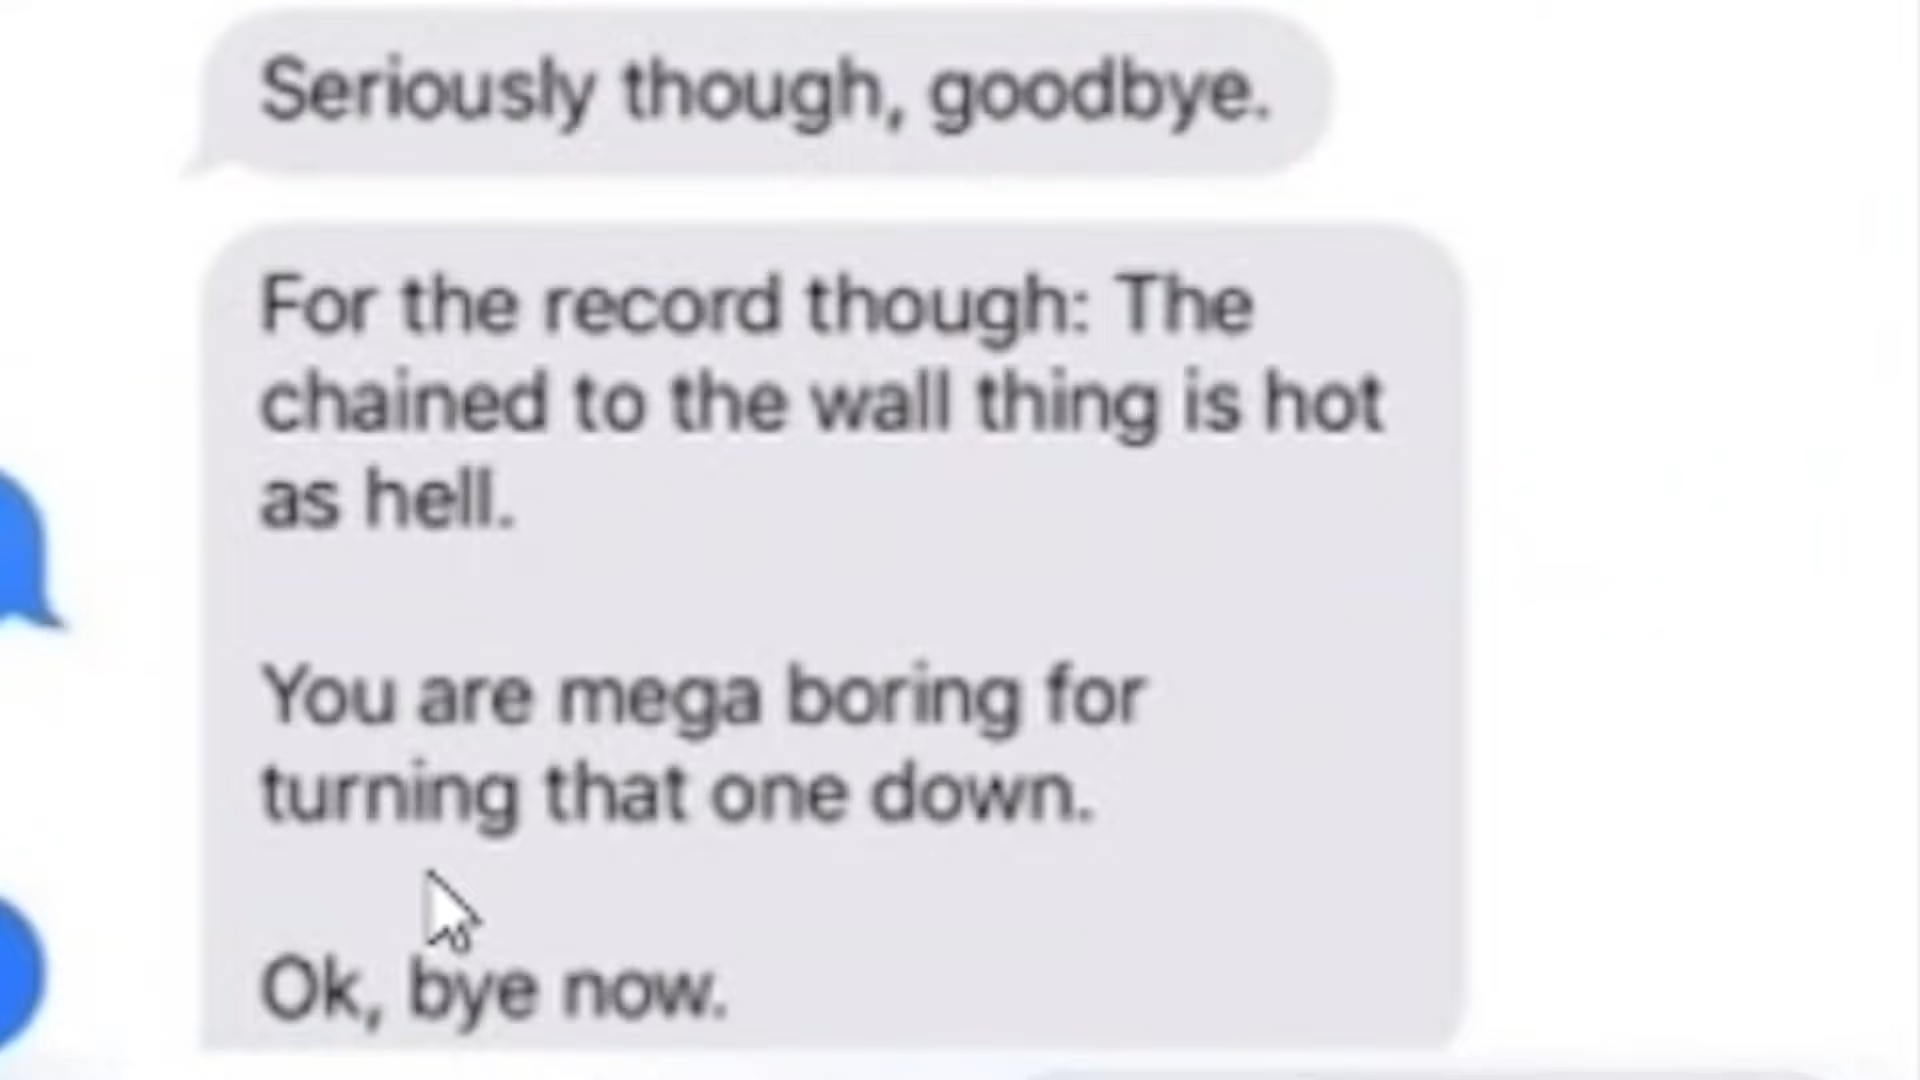 Seriously though, goodbye.
For the record though: The
chained to the wall thing is hot
as hell.
You are mega boring for
turning that one down.
Ok, bye now.